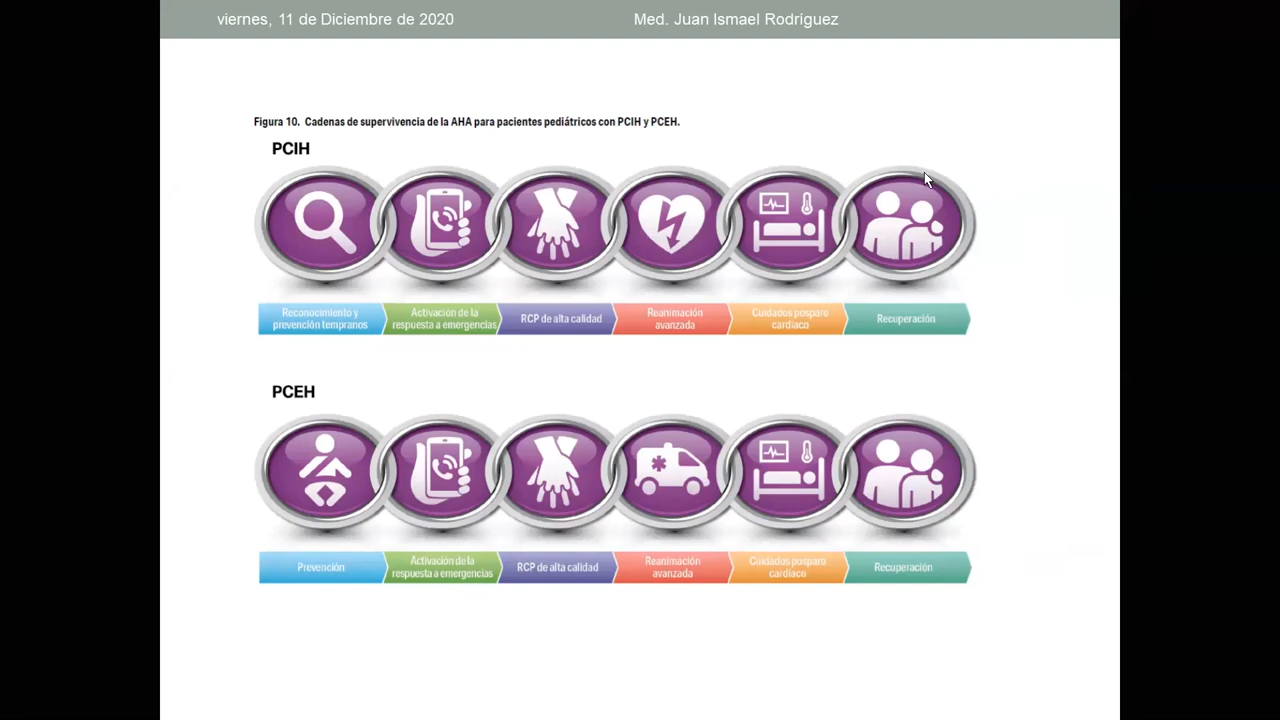 viernes, 11 de Diciembre de 2020 Med. Juan Ismael Rodríguez
Figura 10. Cadenas de supervivencia de la AHA para pacientes pediátricos con PCIH y PCEH.
PCIH
Reconocimiento y
prevención tempranos
Activación de la
respuesta a emergencias
RCP de alta calidad
Reanimación
avanzada
Cuidados posparo
cardíaco
Recuperación
PCEH
Prevención
Activación de la
respuesta a emergencias
RCP de alta calidad
Reanimación
avanzada
Cuidados posparo
cardíaco
Recuperación